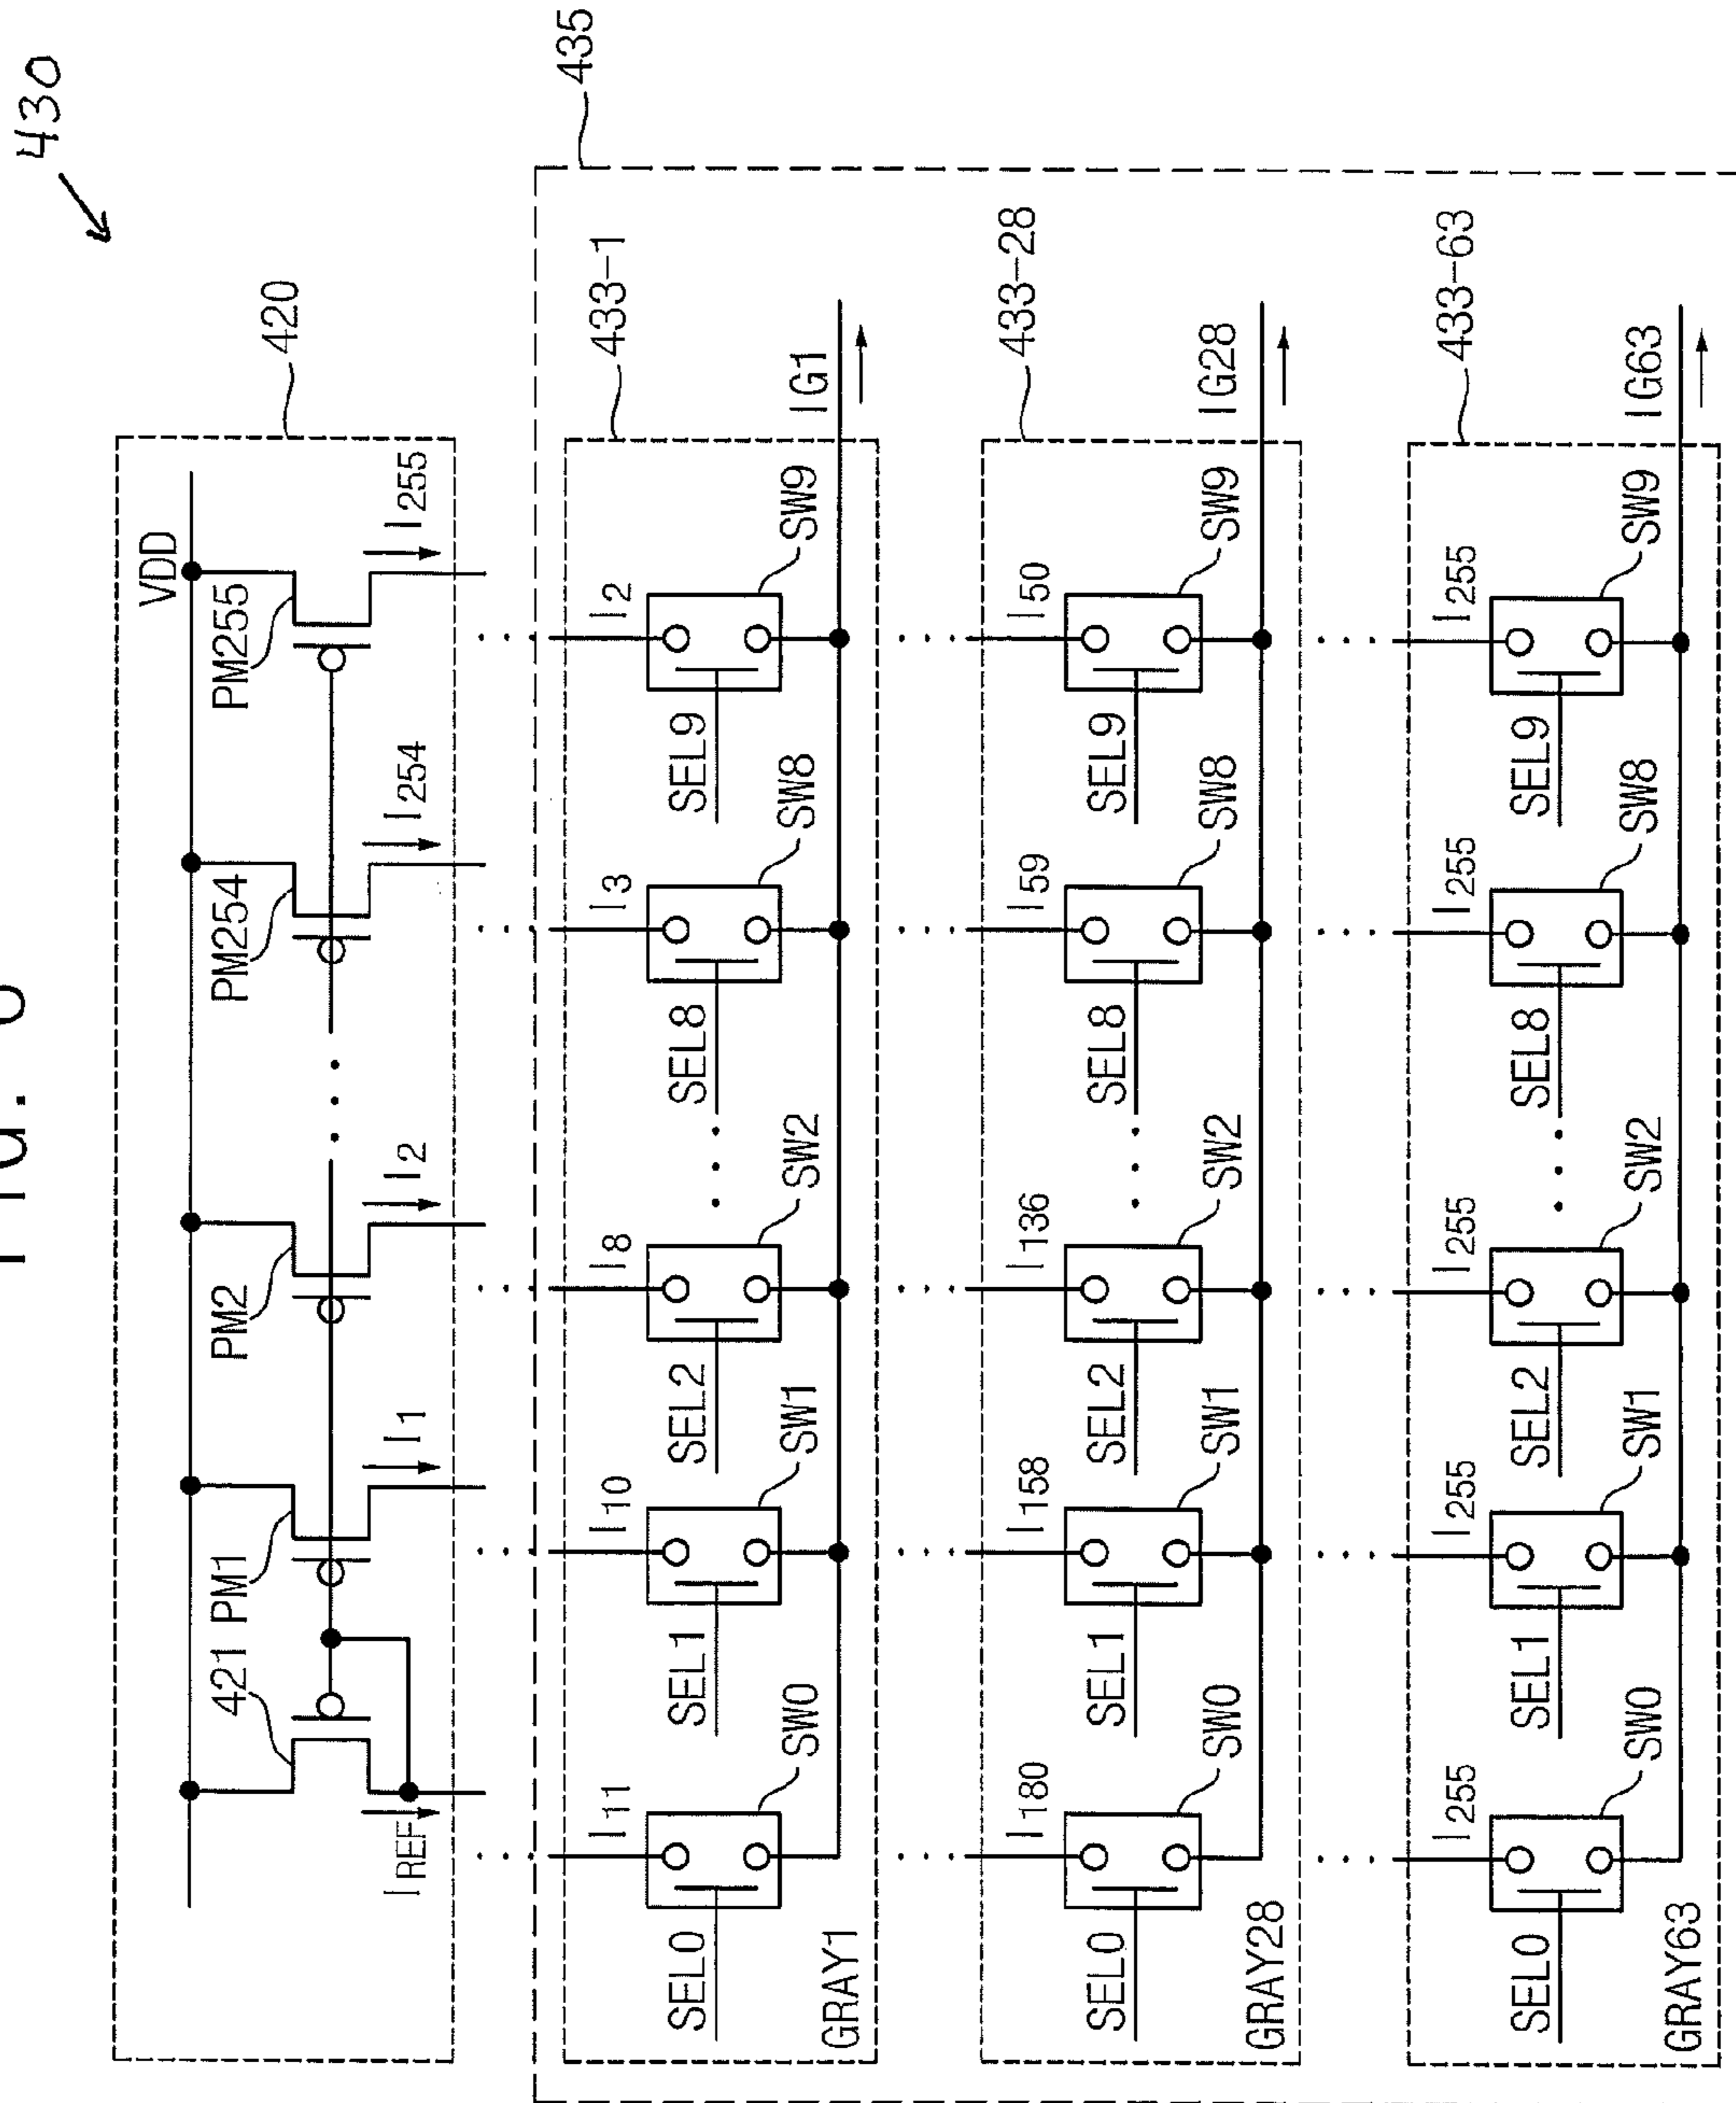 430
420
VDD
421 PM1 PM2 PM254 PM255
IREF I1 I2 I254 I255
435
433-1
I11 I10 I8 I3 I2
SEL0 SEL1 SEL2 SEL8 SEL9
SW0 SW1 SW2 SW8 SW9
GRAY1
IG1
433-28
I180 I158 I136 I59 I50
SEL0 SEL1 SEL2 SEL8 SEL9
SW0 SW1 SW2 SW8 SW9
GRAY28
IG28
433-63
I255 I255 I255 I255 I255
SEL0 SEL1 SEL2 SEL8 SEL9
SW0 SW1 SW2 SW8 SW9
GRAY63
IG63